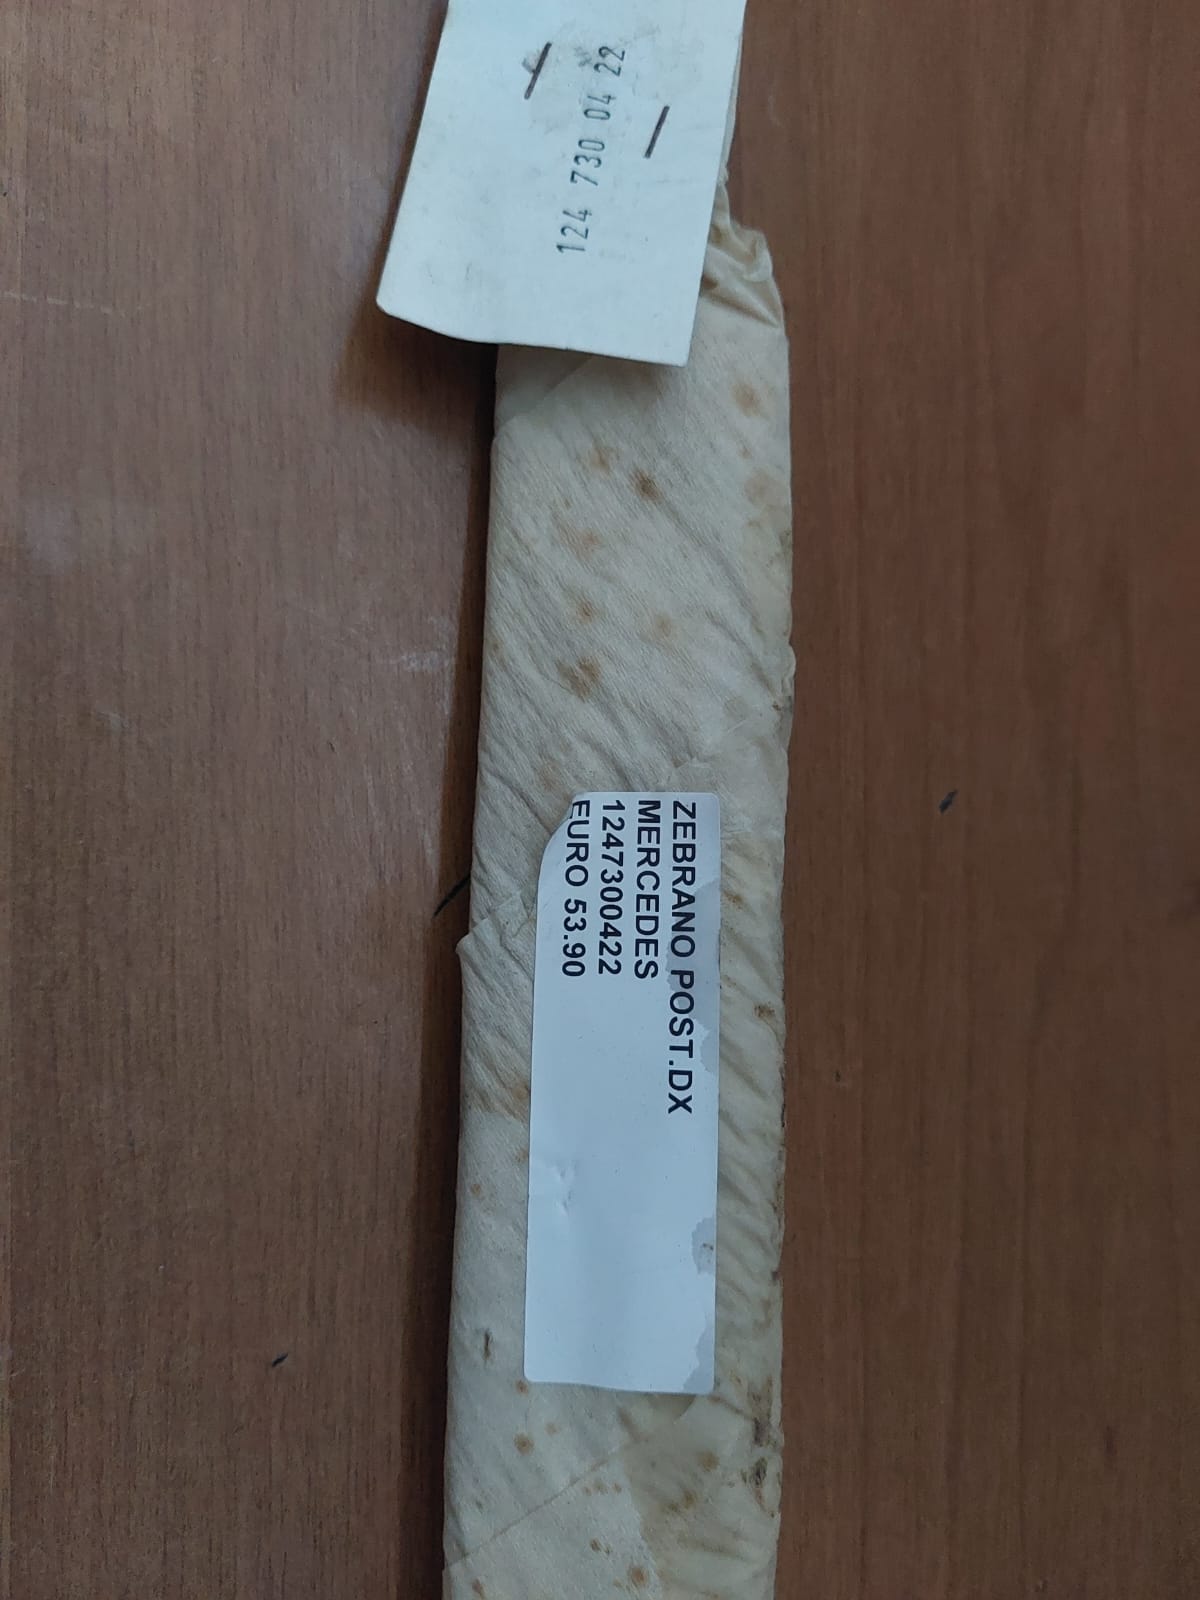 124 730 04 22
ZEBRANO POST.DX
MERCEDES
1247300422
EURO 53.90